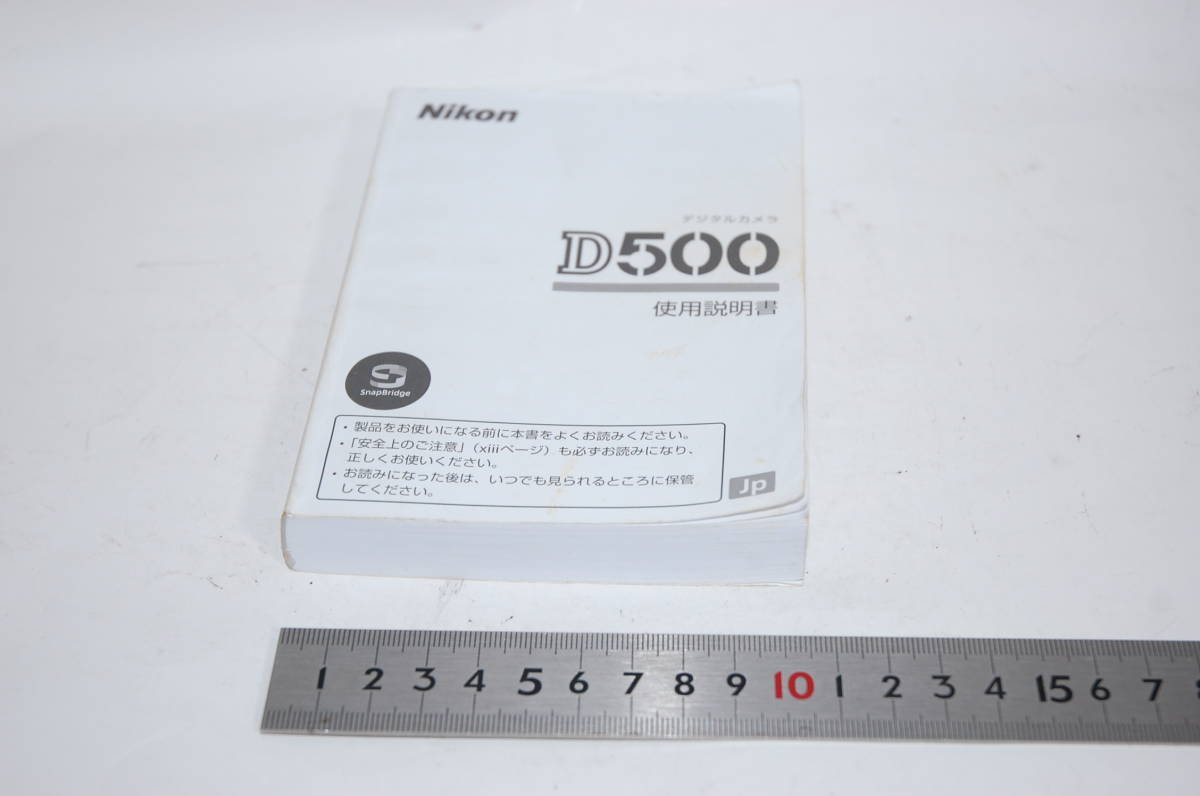 Nikon
デジタルカメラ
D500
使用説明書
SnapBridge
・製品をお使いになる前に本書をよくお読みください。
・「安全上のご注意」（xiiiページ）も必ずお読みになり、
正しくお使いください。
・お読みになった後は、いつでも見られるところに保管
してください。
Jp
1 2 3 4 5 6 7 8 9 10 1 2 3 4 15 6 7 8